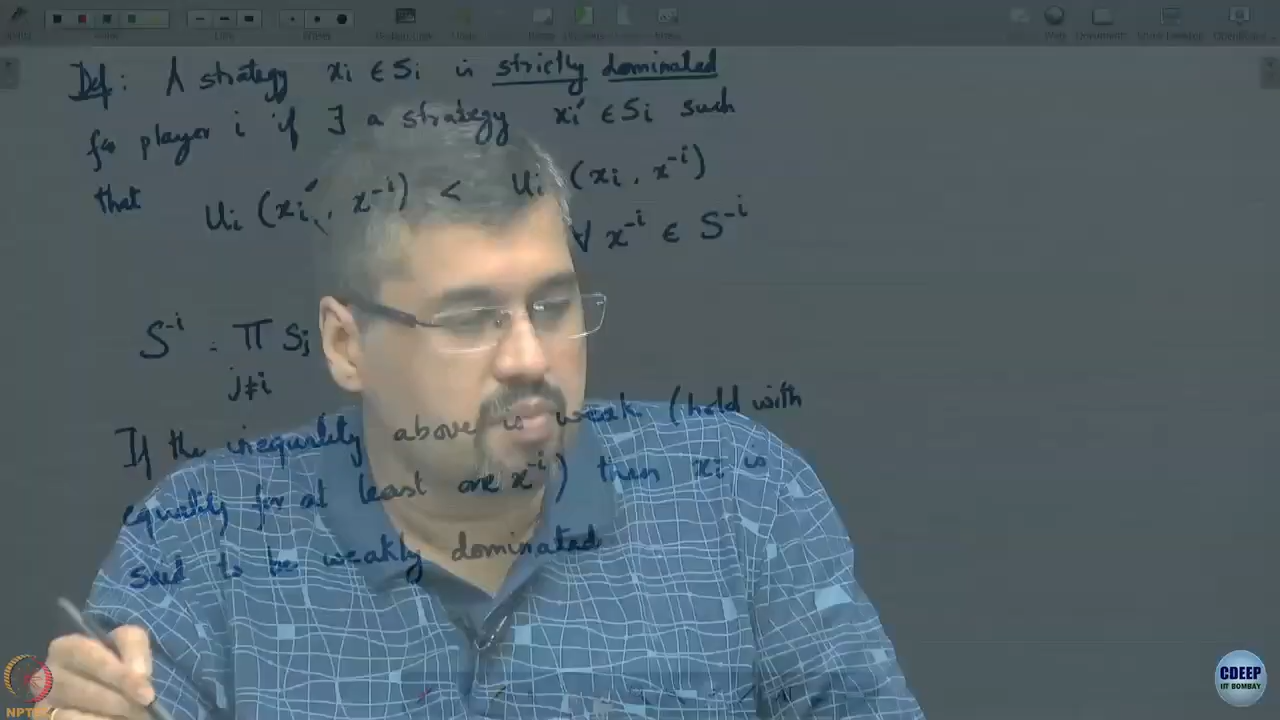 Def: A strategy xi ∈ Si is strictly dominated
for player i if ∃ a strategy xi' ∈ Si such
that ui (xi', x^-i) < ui (xi, x^-i)
∀ x^-i ∈ S^-i
S^-i = Π Sj
j≠i
If the inequality above is weak (hold with
equality for at least one x^-i) then xi is
said to be weakly dominated
CDEEP
IIT BOMBAY
NPTEL